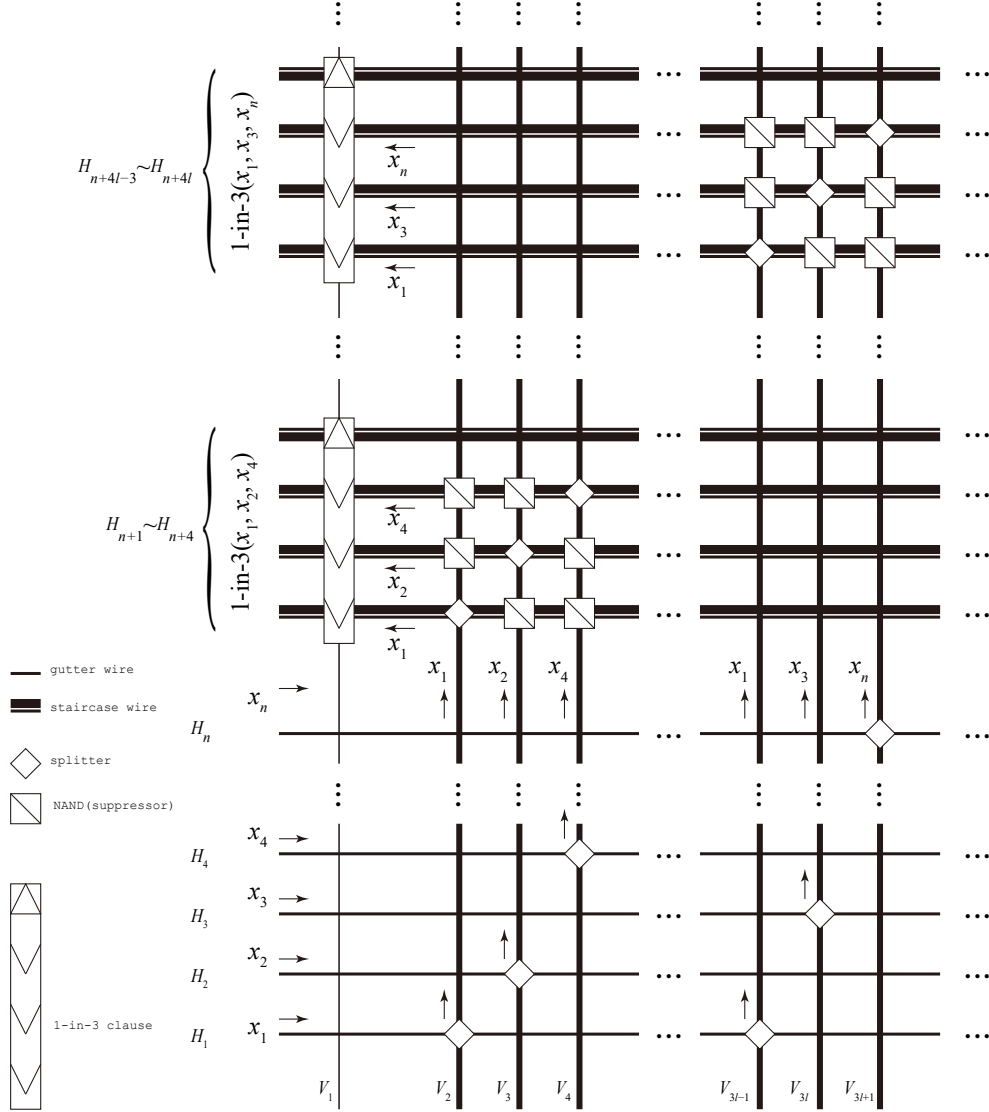 H_{n+4l−3}~H_{n+4l}
1-in-3(x_1, x_3, x_n)
x_n
x_3
x_1
H_{n+1}~H_{n+4}
1-in-3(x_1, x_2, x_4)
x_4
x_2
x_1
gutter wire
staircase wire
splitter
NAND(suppressor)
1-in-3 clause
x_1 x_2 x_4 x_1 x_3 x_n
x_n
H_n
x_4
H_4
x_3
H_3
x_2
H_2
x_1
H_1
V_1 V_2 V_3 V_4 V_{3l−1} V_{3l} V_{3l+1}